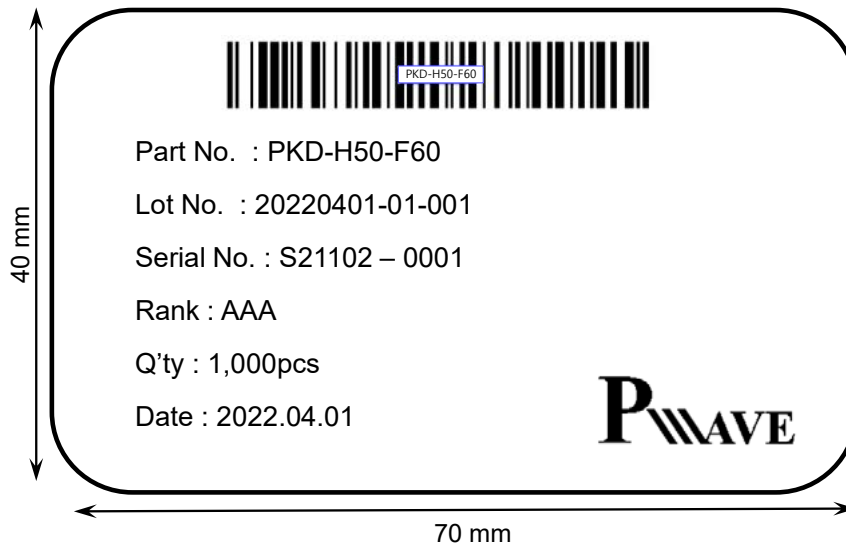 PKD-H50-F60
Part No. : PKD-H50-F60
Lot No. : 20220401-01-001
40 mm
Serial No. : S21102 – 0001
Rank : AAA
Q’ty : 1,000pcs
Date : 2022.04.01
PWAVE
70 mm